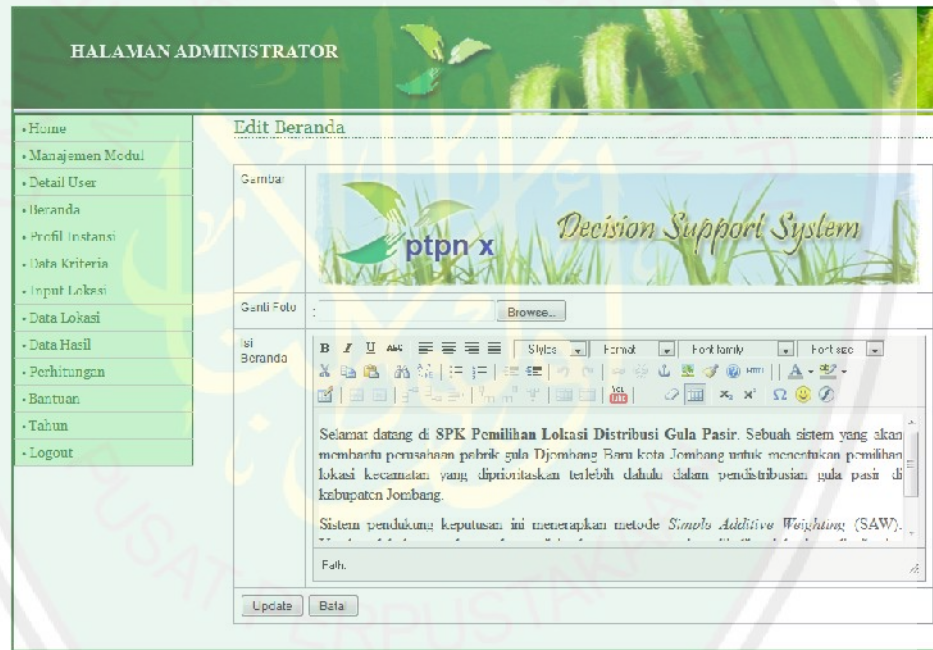 HALAMAN ADMINISTRATOR
Home
Manajemen Modul
Detail User
Beranda
Profil Instansi
Data Kriteria
Input Lokasi
Data Lokasi
Data Hasil
Perhitungan
Bantuan
Tahun
Logout
Edit Beranda
Gambar
ptpn x
Decision Support System
Ganti Foto :
Browse...
Isi Beranda
B I U ABC Styles Format Font family Font size
HTML A
Selamat datang di SPK Pemilihan Lokasi Distribusi Gula Pasir. Sebuah sistem yang akan
membantu perusahaan pabrik gula Djombang Baru kota Jombang untuk menentukan pemilihan
lokasi kecamatan yang diprioritaskan terlebih dahulu dalam pendistribusian gula pasir di
kabupaten Jombang.
Sistem pendukung keputusan ini menerapkan metode Simple Additive Weighting (SAW).
Path:
Update Batal
PUSAT PERPUSTAKAAN